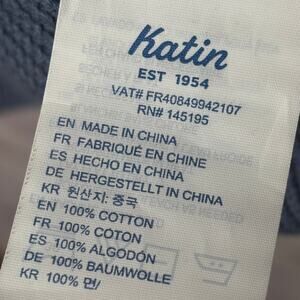 Katin
EST 1954
VAT# FR40849942107
RN# 145195
EN MADE IN CHINA
FR FABRIQUÉ EN CHINE
ES HECHO EN CHINA
DE HERGESTELLT IN CHINA
KR 원산지: 중국
EN 100% COTTON
FR 100% COTON
ES 100% ALGODÓN
DE 100% BAUMWOLLE
KR 100% 면/